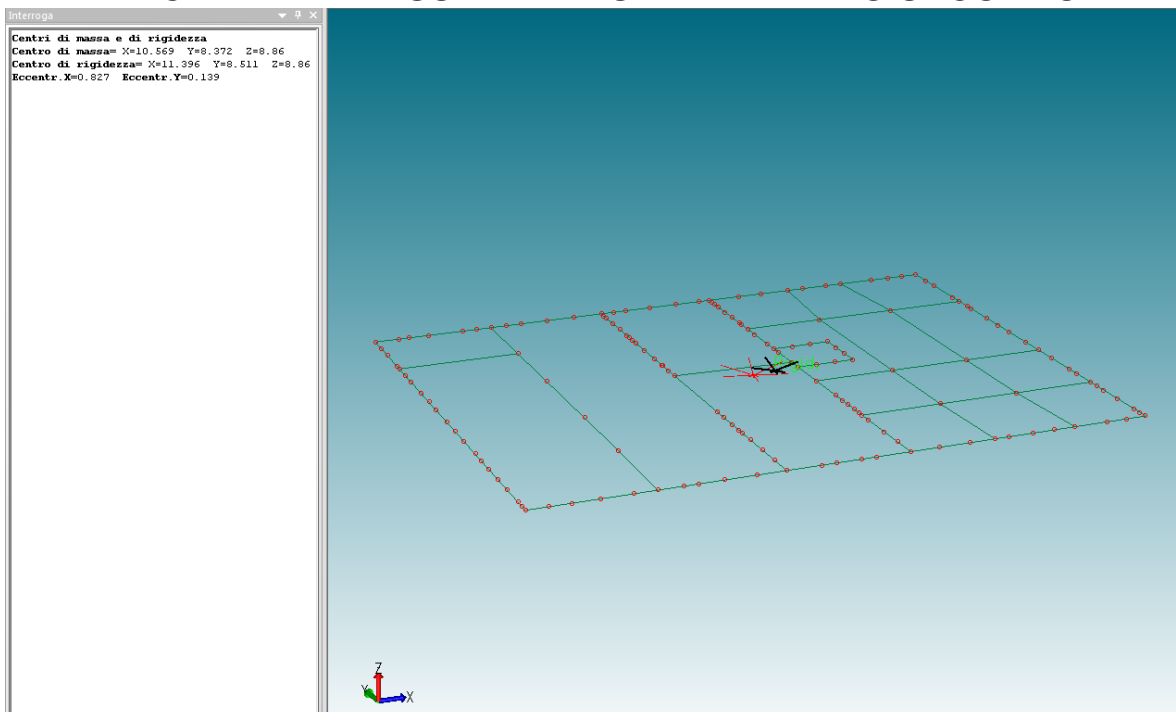 Interroga
Centri di massa e di rigidezza
Centro di massa= X=10.569 Y=8.372 Z=8.86
Centro di rigidezza= X=11.396 Y=8.511 Z=8.86
Eccentr.X=0.827 Eccentr.Y=0.139
Z
Y
X